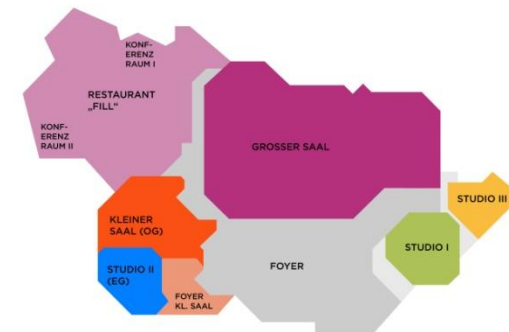 KONF-
ERENZ
RAUM I
RESTAURANT
„FILL“
KONF-
ERENZ
RAUM II
GROSSER SAAL
STUDIO III
KLEINER
SAAL (OG)
STUDIO I
STUDIO II
(EG)
FOYER
FOYER
KL. SAAL